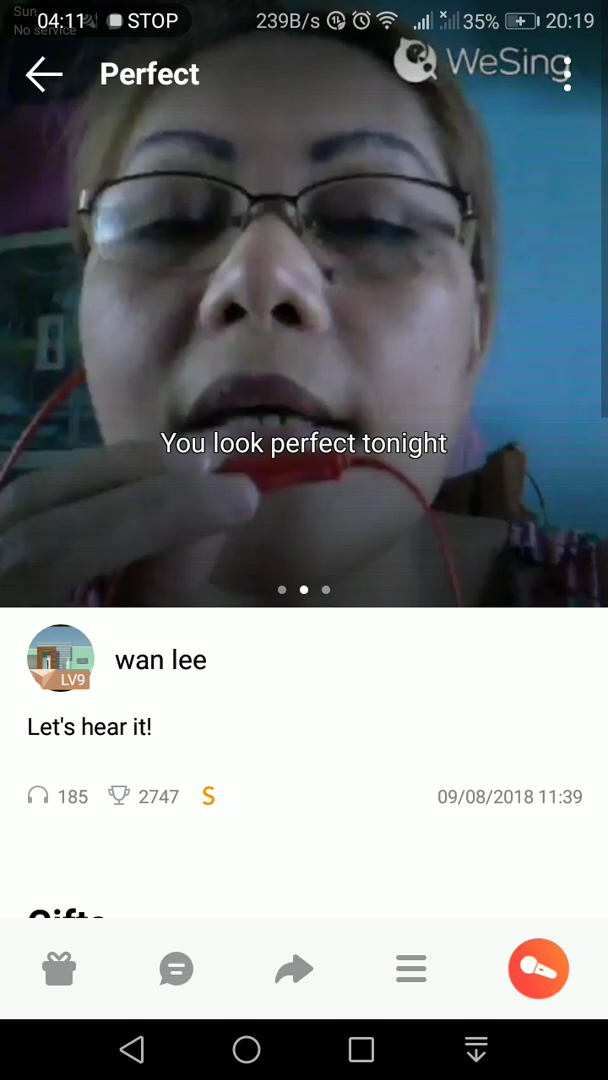 Sun
No service
04:11 STOP 239B/s 35% 20:19
Perfect
WeSing
You look perfect tonight
LV9
wan lee
Let's hear it!
185 2747 S 09/08/2018 11:39
Gifts